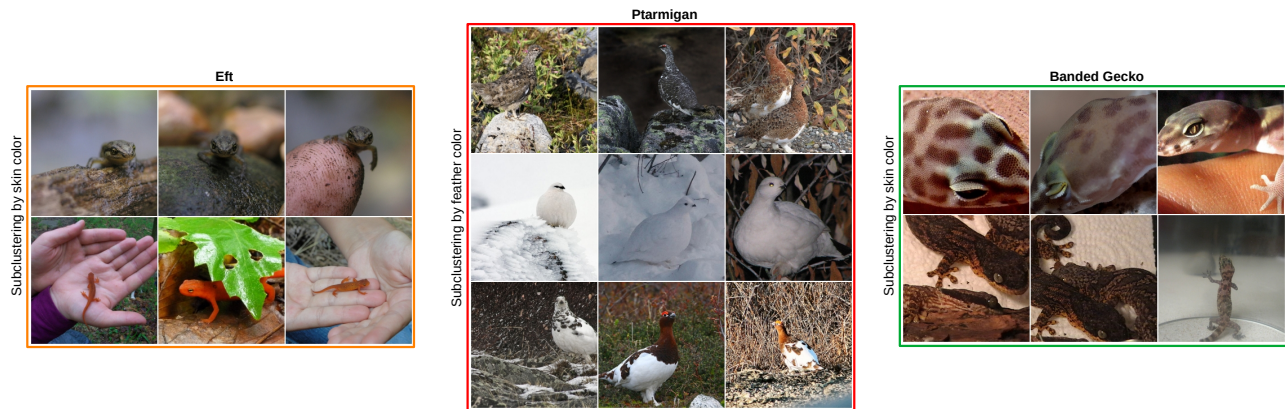 Eft
Subclustering by skin color
Ptarmigan
Subclustering by feather color
Banded Gecko
Subclustering by skin color